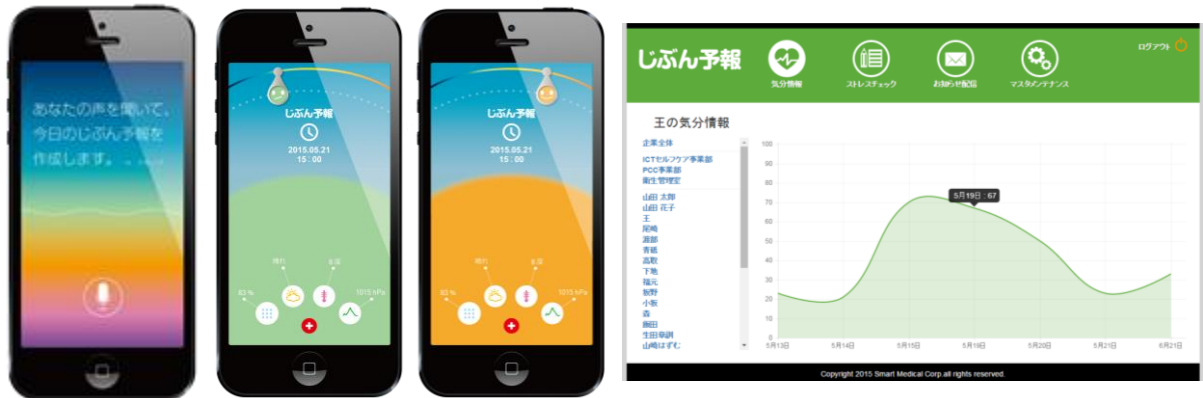 あなたの声を聞いて、
今日のじぶん予報を
作成します。
じぶん予報
2015.05.21
15:00
晴れ
93 %
1015 hPa
じぶん予報
2015.05.21
15:00
晴れ
93 %
1015 hPa
じぶん予報
気分情報
ストレスチェック
お知らせ配信
マスタメンテナンス
ログアウト
王の気分情報
企業全体
ICTセルフケア事業部
PCC事業部
衛生管理室
山田 太郎
山田 花子
王
尾崎
渡部
青砥
高取
下地
福元
板野
小板
森
飯田
生田
山崎はずむ
100
90
80
70
60
50
40
30
20
10
0
5月19日 : 67
5月13日
5月14日
5月15日
5月19日
5月20日
5月21日
6月21日
Copyright 2015 Smart Medical Corp.all rights reserved.